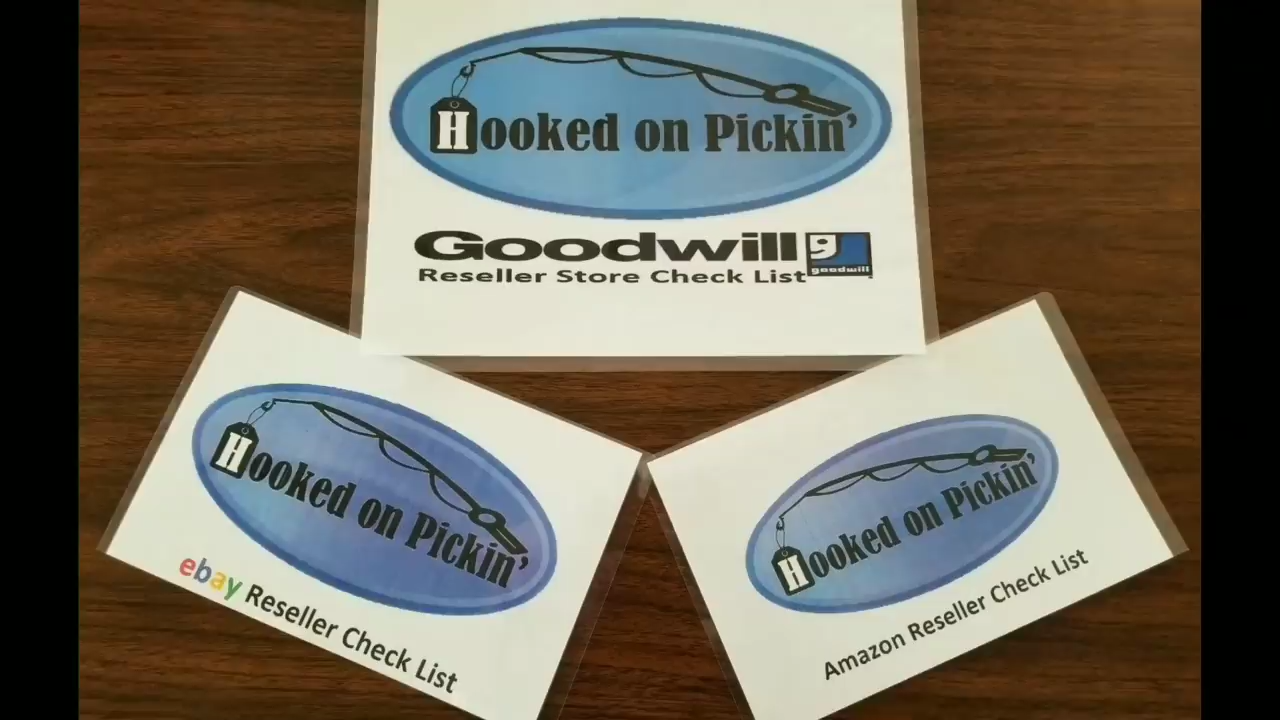 Hooked on Pickin'
Goodwill
g
goodwill
Reseller Store Check List
Hooked on Pickin'
ebay Reseller Check List
Hooked on Pickin'
Amazon Reseller Check List